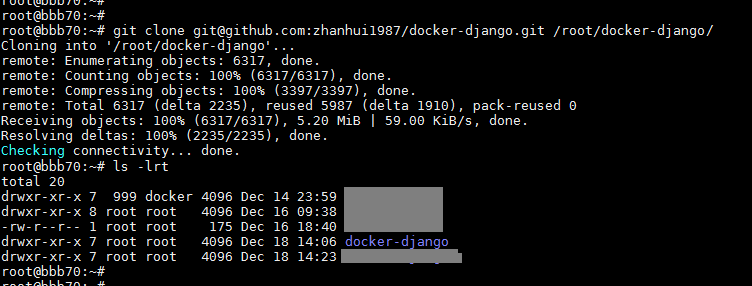 root@bbb70:~#
root@bbb70:~#
root@bbb70:~# git clone git@github.com:zhanhui1987/docker-django.git /root/docker-django/
Cloning into '/root/docker-django'...
remote: Enumerating objects: 6317, done.
remote: Counting objects: 100% (6317/6317), done.
remote: Compressing objects: 100% (3397/3397), done.
remote: Total 6317 (delta 2235), reused 5987 (delta 1910), pack-reused 0
Receiving objects: 100% (6317/6317), 5.20 MiB | 59.00 KiB/s, done.
Resolving deltas: 100% (2235/2235), done.
Checking connectivity... done.
root@bbb70:~# ls -lrt
total 20
drwxr-xr-x 7  999 docker 4096 Dec 14 23:59
drwxr-xr-x 8 root root   4096 Dec 16 09:38
-rw-r--r-- 1 root root    175 Dec 16 18:40
drwxr-xr-x 7 root root   4096 Dec 18 14:06 docker-django
drwxr-xr-x 7 root root   4096 Dec 18 14:23
root@bbb70:~#
root@bbb70:~#